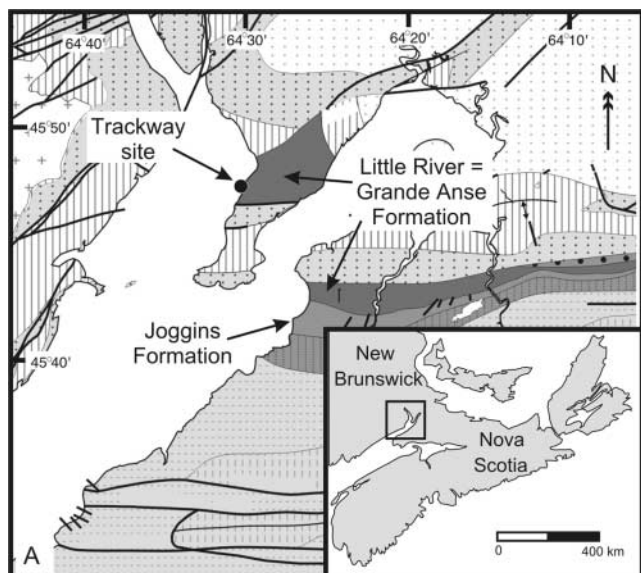 64°40'
64°30'
64°20'
64°10'
45°50'
N
Trackway
site
Little River =
Grande Anse
Formation
Joggins
Formation
45°40'
New
Brunswick
Nova
Scotia
0 400 km
A